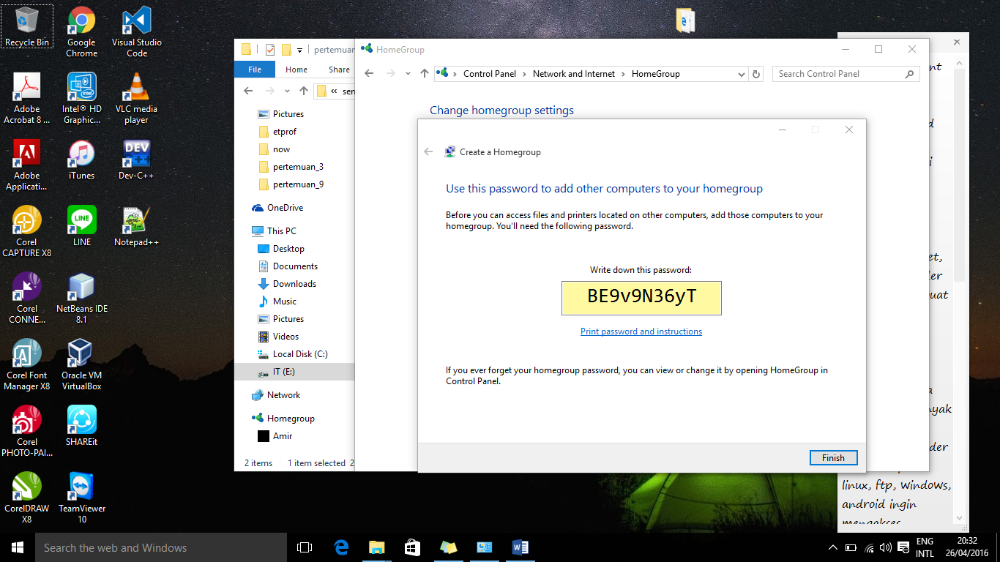 Recycle Bin
Google
Chrome
Visual Studio
Code
Adobe
Acrobat 8 ...
Intel® HD
Graphic...
VLC media
player
Adobe
Applicati...
iTunes
Dev-C++
Corel
CAPTURE X8
LINE
Notepad++
Corel
CONNE...
NetBeans IDE
8.1
Corel Font
Manager X8
Oracle VM
VirtualBox
Corel
PHOTO-PAI...
SHAREit
CorelDRAW
X8
TeamViewer
10
pertemuan
File
Home
Share
« sen
Pictures
etprof
now
pertemuan_3
pertemuan_9
OneDrive
This PC
Desktop
Documents
Downloads
Music
Pictures
Videos
Local Disk (C:)
IT (E:)
Network
Homegroup
Amir
2 items
1 item selected
2
HomeGroup
Control Panel > Network and Internet > HomeGroup
Search Control Panel
Change homegroup settings
Create a Homegroup
Use this password to add other computers to your homegroup
Before you can access files and printers located on other computers, add those computers to your
homegroup. You'll need the following password.
Write down this password:
BE9v9N36yT
Print password and instructions
If you ever forget your homegroup password, you can view or change it by opening HomeGroup in
Control Panel.
Finish
linux, ftp, windows,
android ingin
mengakses
Search the web and Windows
ENG
INTL
20:32
26/04/2016